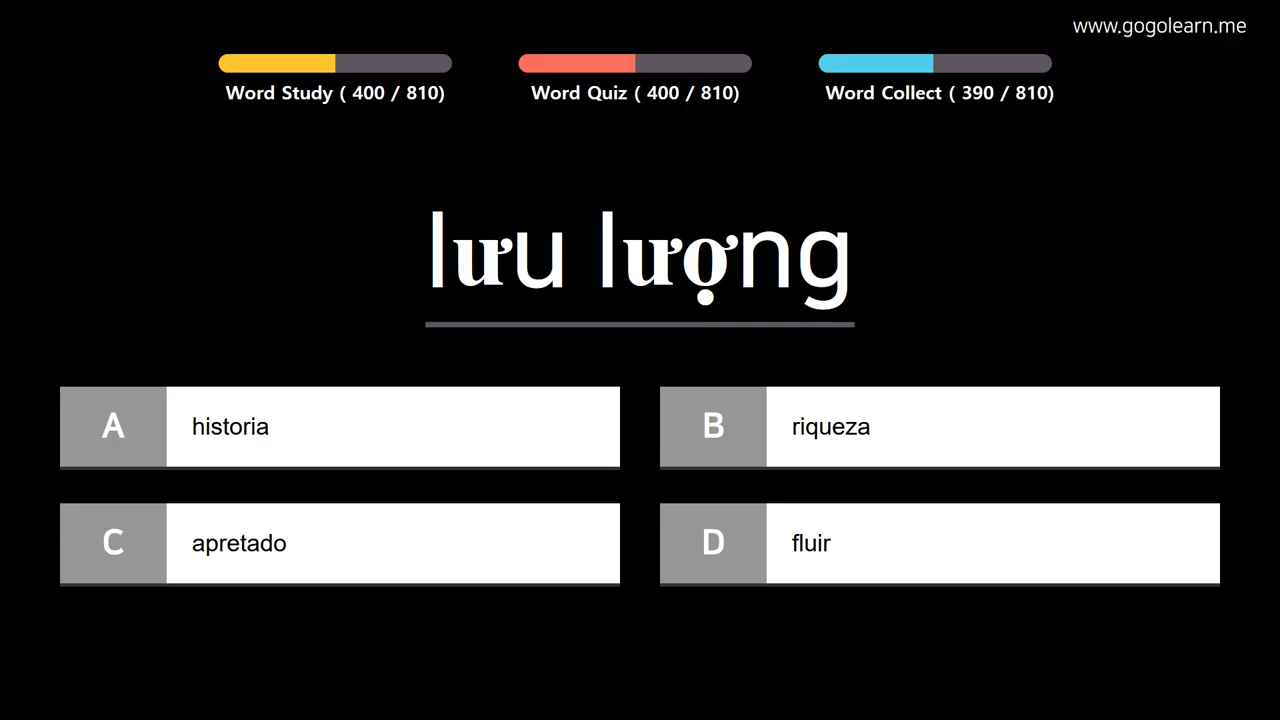 www.gogolearn.me
Word Study ( 400 / 810)
Word Quiz ( 400 / 810)
Word Collect ( 390 / 810)
lưu lượng
A historia
B riqueza
C apretado
D fluir